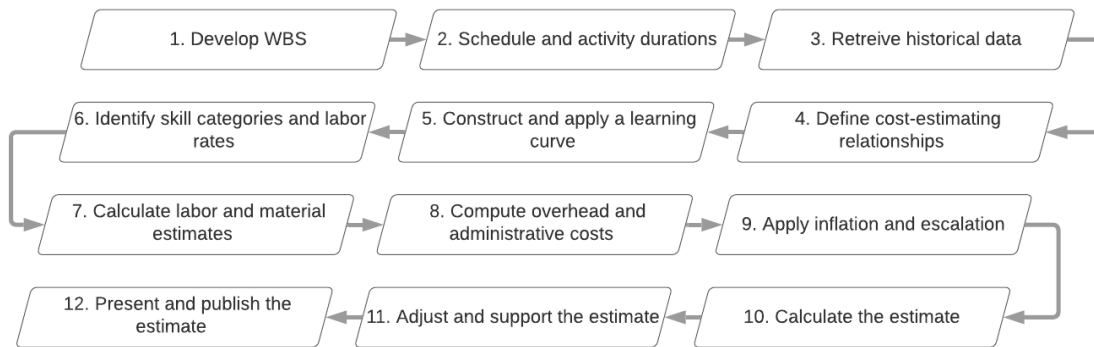 1. Develop WBS
2. Schedule and activity durations
3. Retreive historical data
6. Identify skill categories and labor
rates
5. Construct and apply a learning
curve
4. Define cost-estimating
relationships
7. Calculate labor and material
estimates
8. Compute overhead and
administrative costs
9. Apply inflation and escalation
12. Present and publish the
estimate
11. Adjust and support the estimate
10. Calculate the estimate